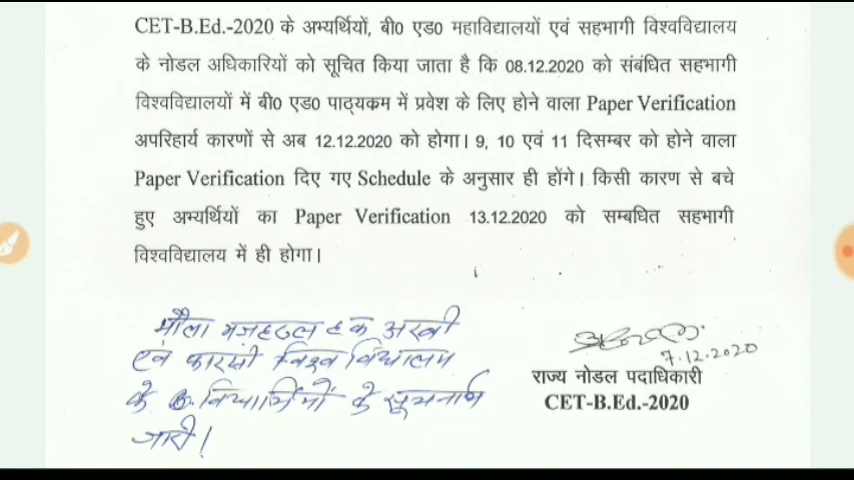 CET-B.Ed.-2020 के अभ्यर्थियों, बी0 एड0 महाविद्यालयों एवं सहभागी विश्वविद्यालय
के नोडल अधिकारियों को सूचित किया जाता है कि 08.12.2020 को संबंधित सहभागी
विश्वविद्यालयों में बी0 एड0 पाठ्यक्रम में प्रवेश के लिए होने वाला Paper Verification
अपरिहार्य कारणों से अब 12.12.2020 को होगा। 9, 10 एवं 11 दिसम्बर को होने वाला
Paper Verification दिए गए Schedule के अनुसार ही होंगे। किसी कारण से बचे
हुए अभ्यर्थियों का Paper Verification 13.12.2020 को सम्बधित सहभागी
विश्वविद्यालय में ही होगा।
मौला मजहरूल हक अरबी
एवं फारसी विश्वविद्यालय
के विद्यार्थियों के सूचनार्थ
जारी।
7.12.2020
राज्य नोडल पदाधिकारी
CET-B.Ed.-2020